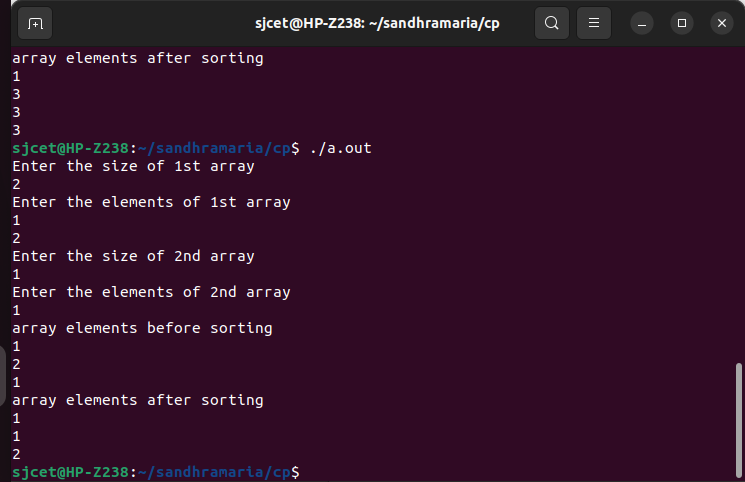 sjcet@HP-Z238: ~/sandhramaria/cp
array elements after sorting
1
3
3
3
sjcet@HP-Z238:~/sandhramaria/cp$ ./a.out
Enter the size of 1st array
2
Enter the elements of 1st array
1
2
Enter the size of 2nd array
1
Enter the elements of 2nd array
1
array elements before sorting
1
2
1
array elements after sorting
1
1
2
sjcet@HP-Z238:~/sandhramaria/cp$